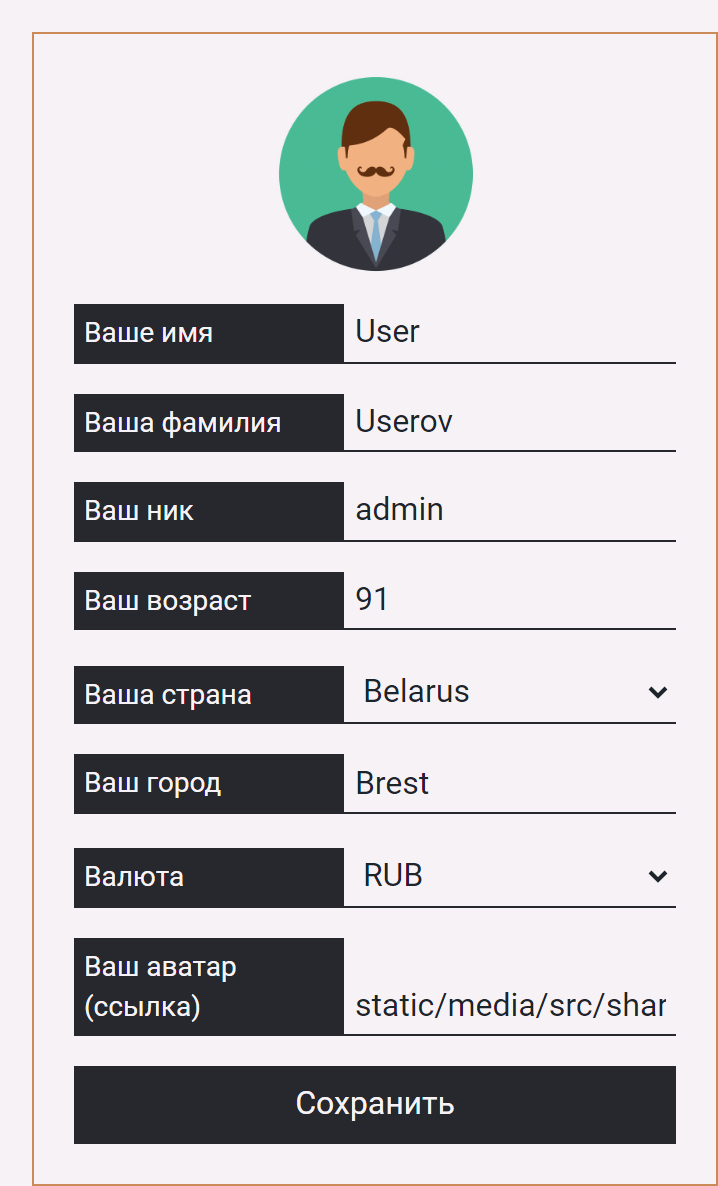 Ваше имя User
Ваша фамилия Userov
Ваш ник admin
Ваш возраст 91
Ваша страна Belarus
Ваш город Brest
Валюта RUB
Ваш аватар
(ссылка) static/media/src/shar
Сохранить